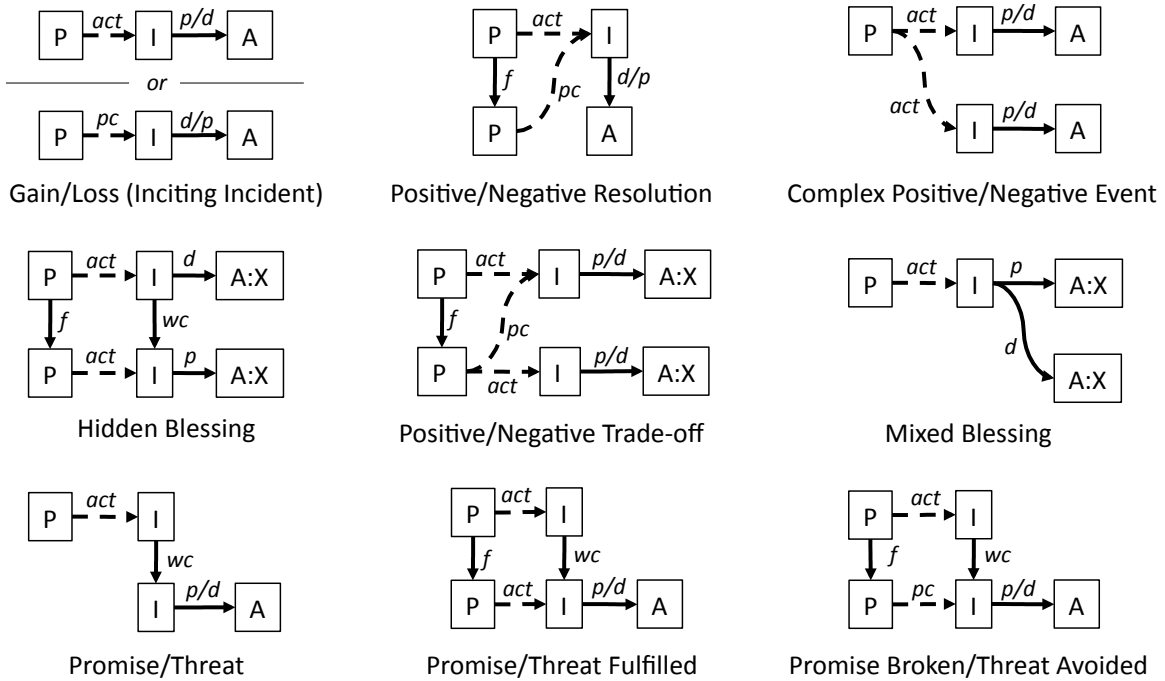 P act I p/d A
or
P pc I d/p A
Gain/Loss (Inciting Incident)
P act I
f pc d/p
P A
Positive/Negative Resolution
P act I p/d A
act I p/d A
Complex Positive/Negative Event
P act I d A:X
f wc
P act I p A:X
Hidden Blessing
P act I p/d A:X
f pc
P act I p/d A:X
Positive/Negative Trade-off
P act I p A:X
d A:X
Mixed Blessing
P act I
wc
I p/d A
Promise/Threat
P act I
f wc
P act I p/d A
Promise/Threat Fulfilled
P act I
f wc
P pc I p/d A
Promise Broken/Threat Avoided